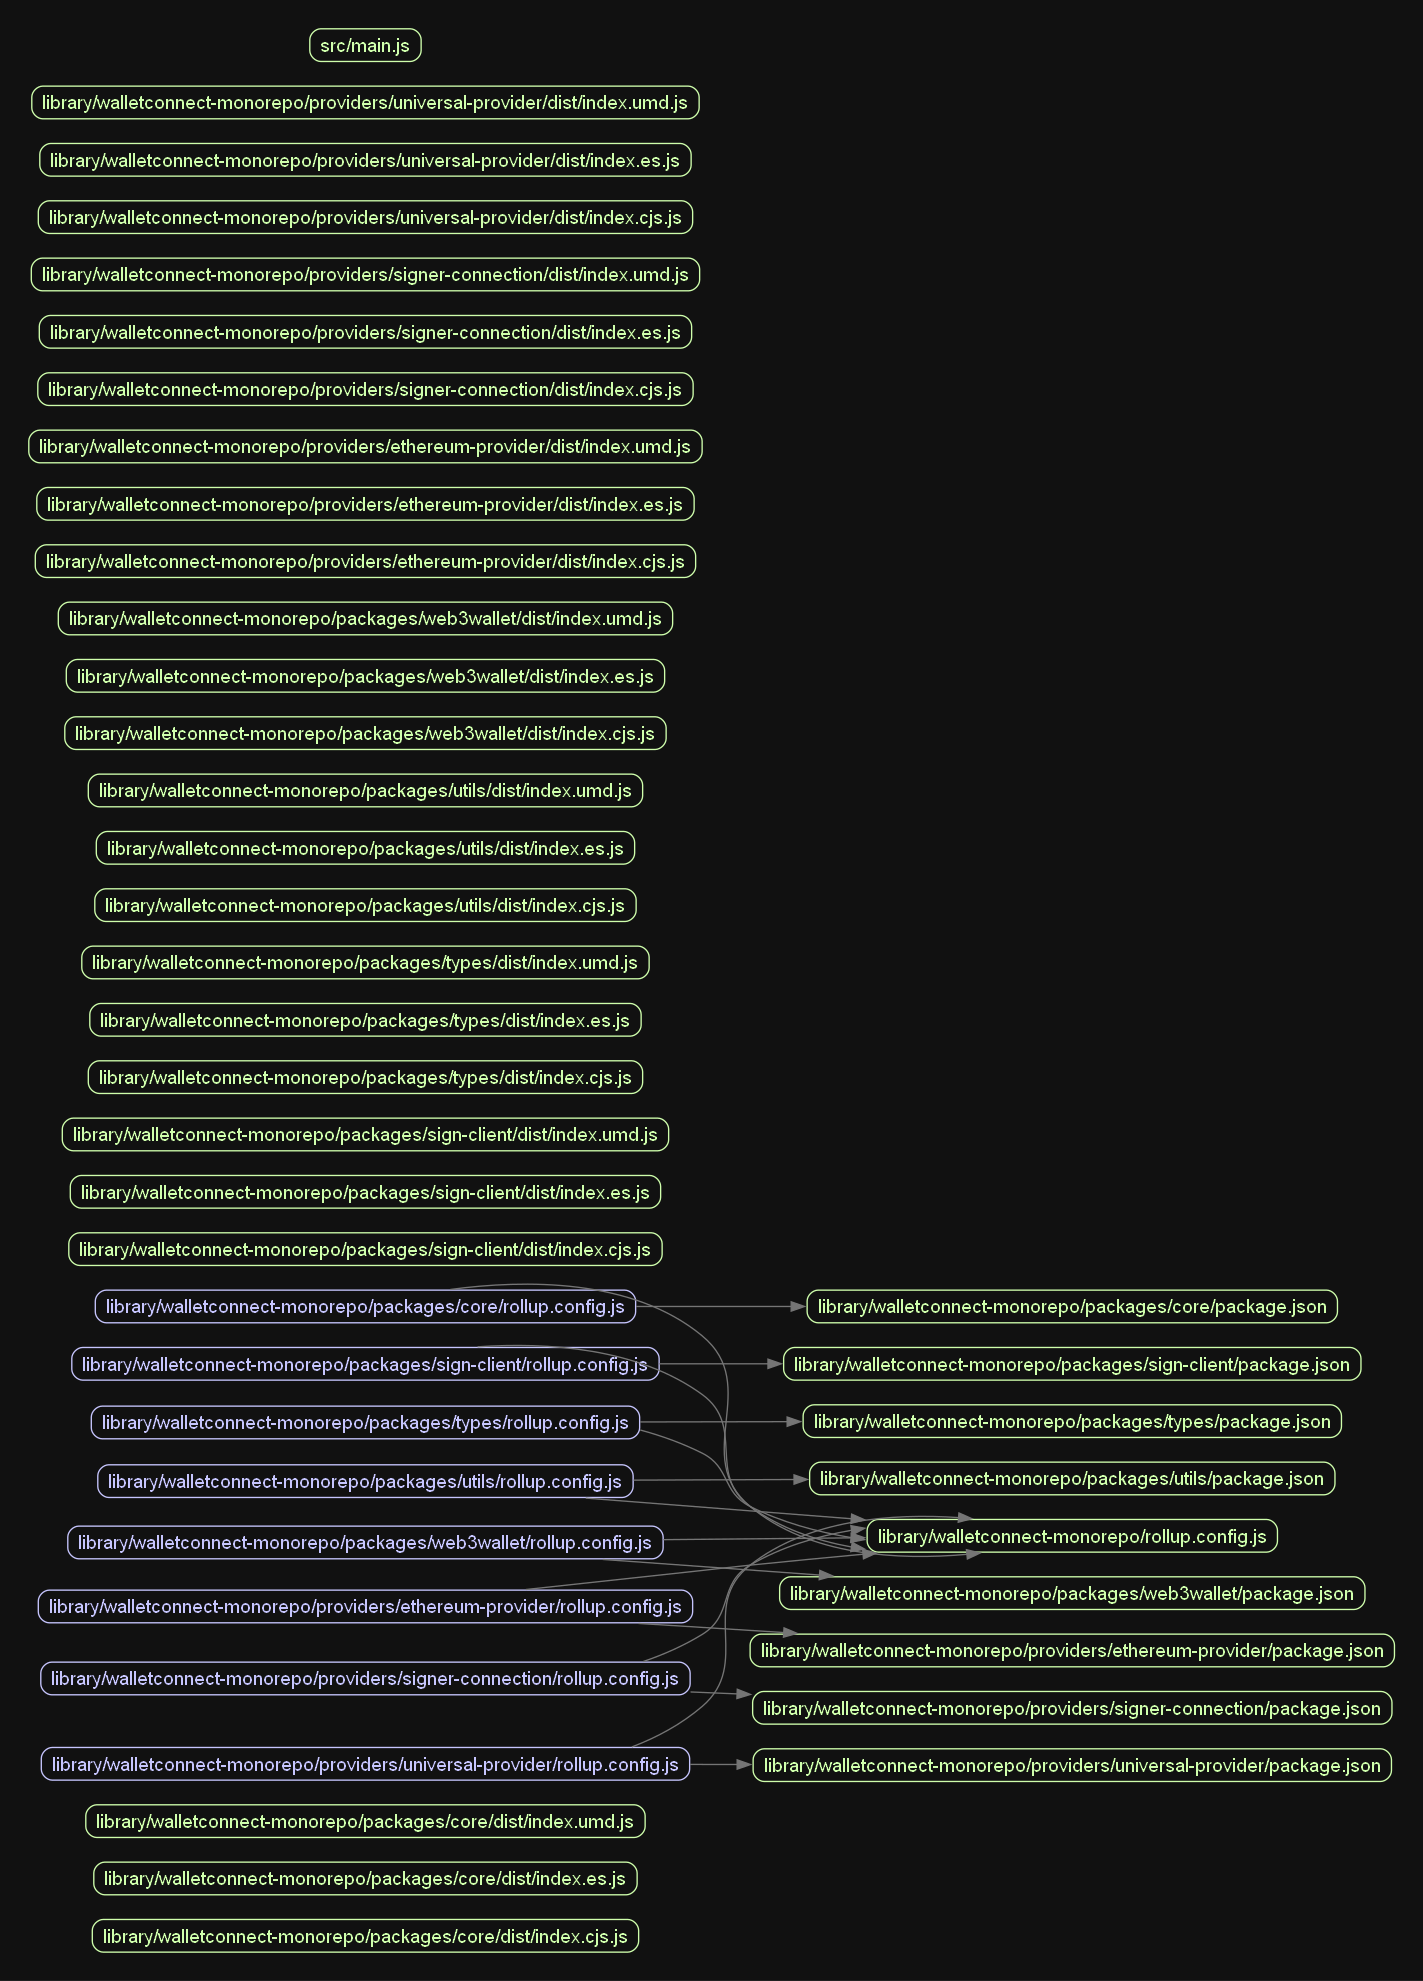 src/main.js
library/walletconnect-monorepo/providers/universal-provider/dist/index.umd.js
library/walletconnect-monorepo/providers/universal-provider/dist/index.es.js
library/walletconnect-monorepo/providers/universal-provider/dist/index.cjs.js
library/walletconnect-monorepo/providers/signer-connection/dist/index.umd.js
library/walletconnect-monorepo/providers/signer-connection/dist/index.es.js
library/walletconnect-monorepo/providers/signer-connection/dist/index.cjs.js
library/walletconnect-monorepo/providers/ethereum-provider/dist/index.umd.js
library/walletconnect-monorepo/providers/ethereum-provider/dist/index.es.js
library/walletconnect-monorepo/providers/ethereum-provider/dist/index.cjs.js
library/walletconnect-monorepo/packages/web3wallet/dist/index.umd.js
library/walletconnect-monorepo/packages/web3wallet/dist/index.es.js
library/walletconnect-monorepo/packages/web3wallet/dist/index.cjs.js
library/walletconnect-monorepo/packages/utils/dist/index.umd.js
library/walletconnect-monorepo/packages/utils/dist/index.es.js
library/walletconnect-monorepo/packages/utils/dist/index.cjs.js
library/walletconnect-monorepo/packages/types/dist/index.umd.js
library/walletconnect-monorepo/packages/types/dist/index.es.js
library/walletconnect-monorepo/packages/types/dist/index.cjs.js
library/walletconnect-monorepo/packages/sign-client/dist/index.umd.js
library/walletconnect-monorepo/packages/sign-client/dist/index.es.js
library/walletconnect-monorepo/packages/sign-client/dist/index.cjs.js
library/walletconnect-monorepo/packages/core/rollup.config.js
library/walletconnect-monorepo/packages/core/package.json
library/walletconnect-monorepo/packages/sign-client/rollup.config.js
library/walletconnect-monorepo/packages/sign-client/package.json
library/walletconnect-monorepo/packages/types/rollup.config.js
library/walletconnect-monorepo/packages/types/package.json
library/walletconnect-monorepo/packages/utils/rollup.config.js
library/walletconnect-monorepo/packages/utils/package.json
library/walletconnect-monorepo/packages/web3wallet/rollup.config.js
library/walletconnect-monorepo/rollup.config.js
library/walletconnect-monorepo/packages/web3wallet/package.json
library/walletconnect-monorepo/providers/ethereum-provider/rollup.config.js
library/walletconnect-monorepo/providers/ethereum-provider/package.json
library/walletconnect-monorepo/providers/signer-connection/rollup.config.js
library/walletconnect-monorepo/providers/signer-connection/package.json
library/walletconnect-monorepo/providers/universal-provider/rollup.config.js
library/walletconnect-monorepo/providers/universal-provider/package.json
library/walletconnect-monorepo/packages/core/dist/index.umd.js
library/walletconnect-monorepo/packages/core/dist/index.es.js
library/walletconnect-monorepo/packages/core/dist/index.cjs.js